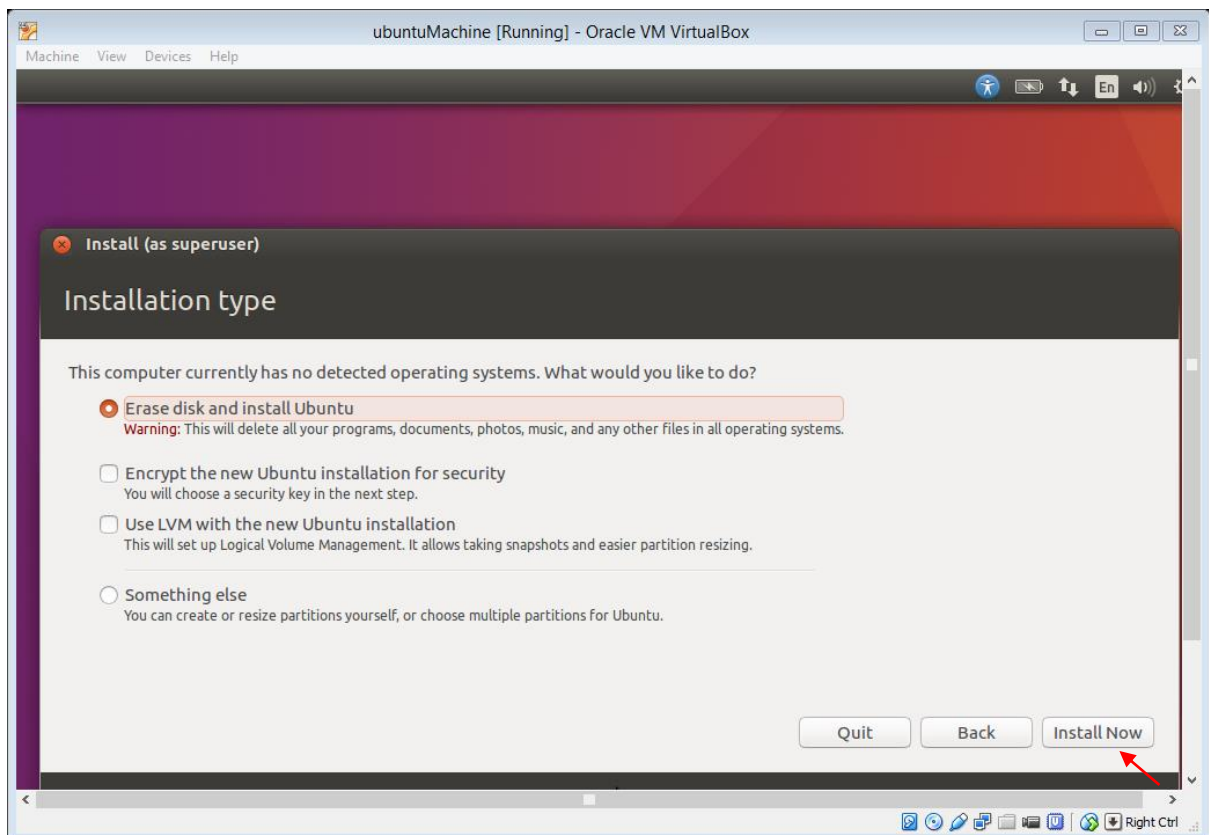 ubuntuMachine [Running] - Oracle VM VirtualBox
Machine View Devices Help
En
Install (as superuser)
Installation type
This computer currently has no detected operating systems. What would you like to do?
Erase disk and install Ubuntu
Warning: This will delete all your programs, documents, photos, music, and any other files in all operating systems.
Encrypt the new Ubuntu installation for security
You will choose a security key in the next step.
Use LVM with the new Ubuntu installation
This will set up Logical Volume Management. It allows taking snapshots and easier partition resizing.
Something else
You can create or resize partitions yourself, or choose multiple partitions for Ubuntu.
Quit Back Install Now
Right Ctrl